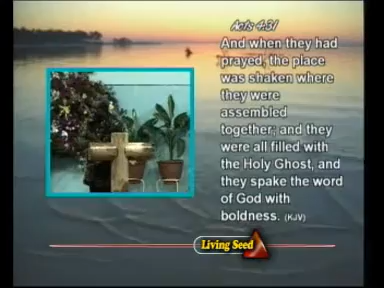 Acts 4:31
And when they had
prayed, the place
was shaken where
they were
assembled
together; and they
were all filled with
the Holy Ghost, and
they spake the word
of God with
boldness. (KJV)
Living Seed